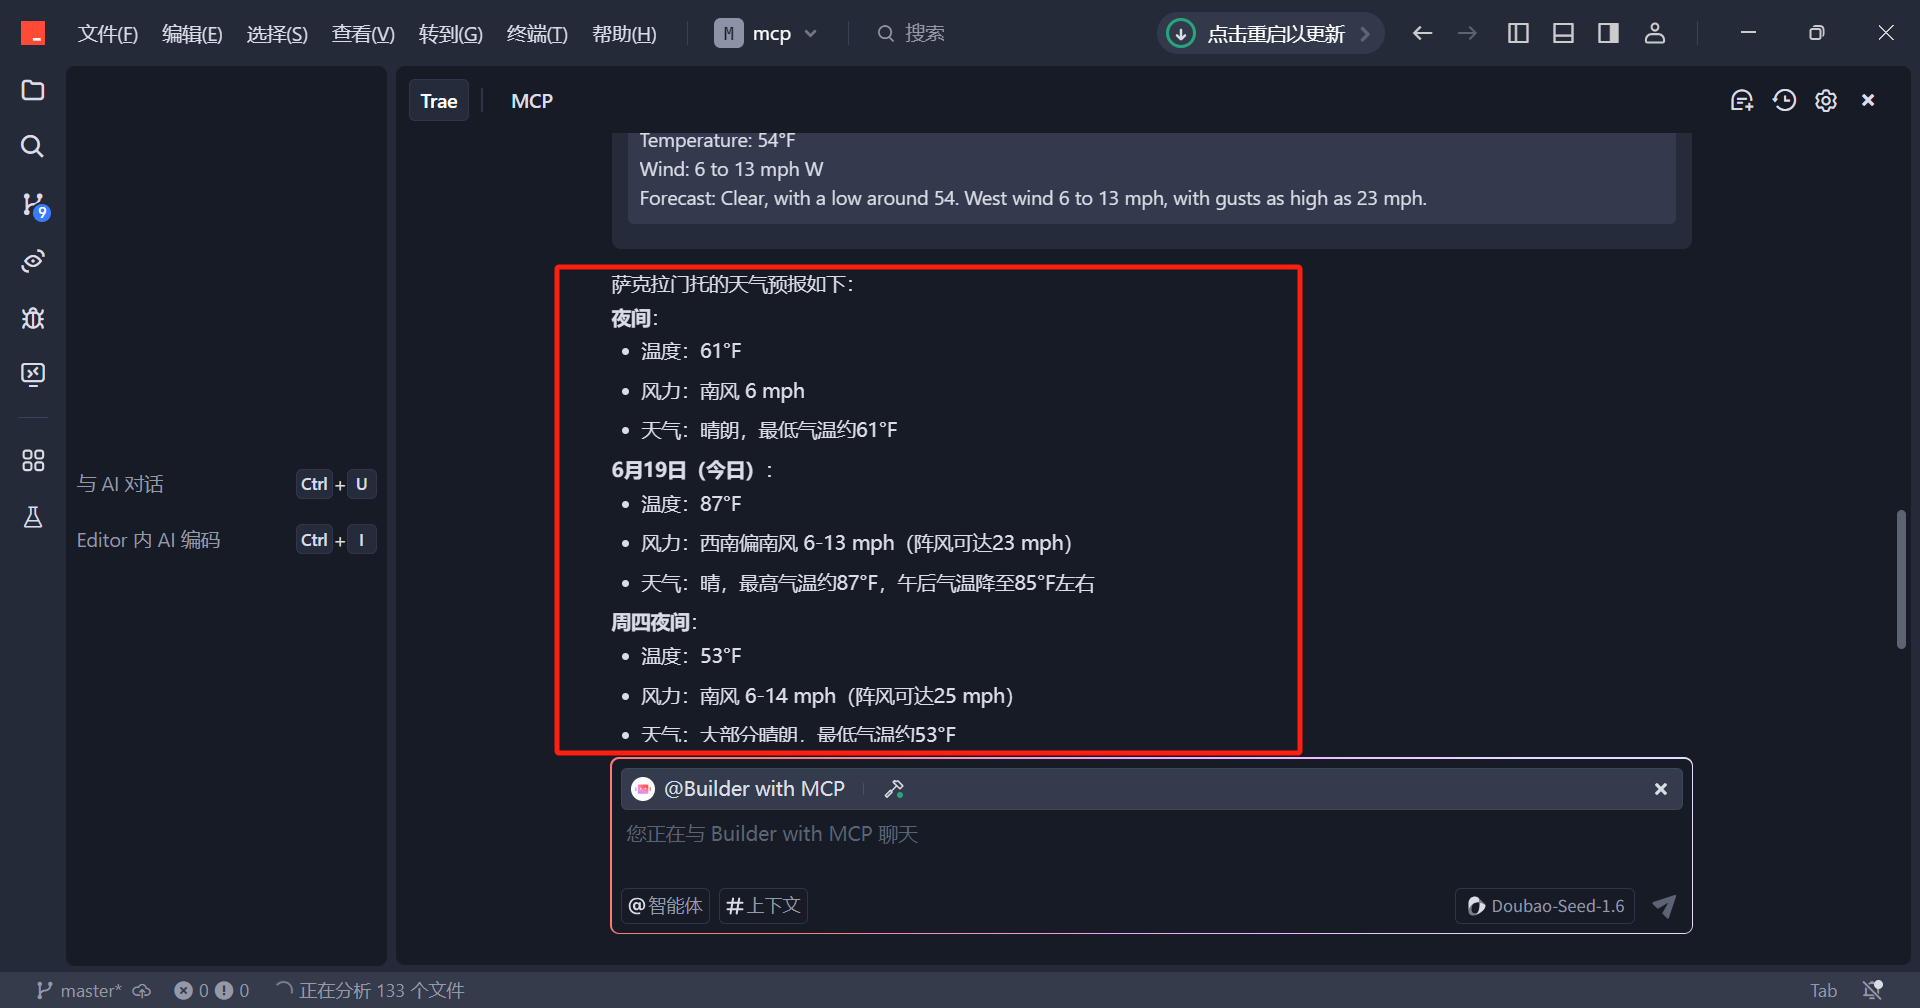 文件(F) 编辑(E) 选择(S) 查看(V) 转到(G) 终端(T) 帮助(H) M mcp 搜索 点击重启以更新
Trae MCP
Temperature: 54°F
Wind: 6 to 13 mph W
Forecast: Clear, with a low around 54. West wind 6 to 13 mph, with gusts as high as 23 mph.
萨克拉门托的天气预报如下：
夜间：
• 温度：61°F
• 风力：南风 6 mph
• 天气：晴朗，最低气温约61°F
6月19日（今日）：
• 温度：87°F
• 风力：西南偏南风 6-13 mph（阵风可达23 mph）
• 天气：晴，最高气温约87°F，午后气温降至85°F左右
周四夜间：
• 温度：53°F
• 风力：南风 6-14 mph（阵风可达25 mph）
• 天气：大部分晴朗，最低气温约53°F
与 AI 对话 Ctrl + U
Editor 内 AI 编码 Ctrl + I
9
@Builder with MCP
您正在与 Builder with MCP 聊天
@智能体 #上下文 Doubao-Seed-1.6
master* 0 0 正在分析 133 个文件 Tab